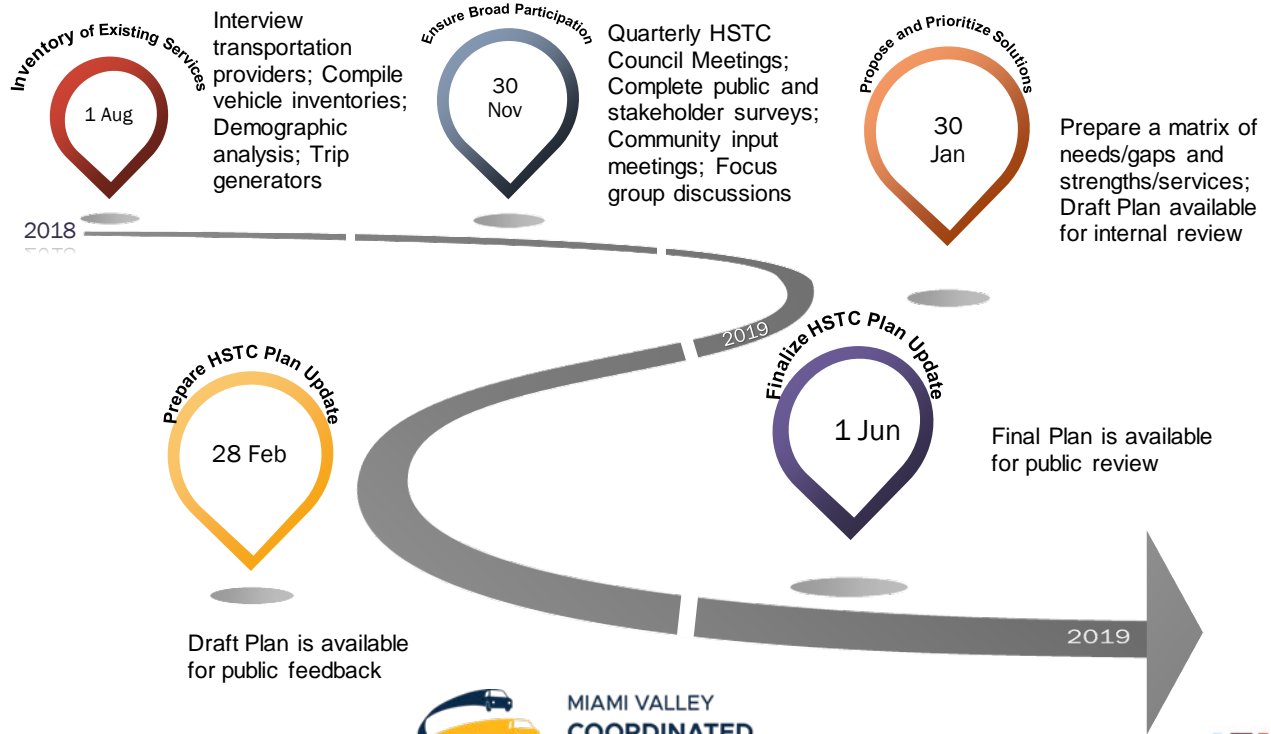 Inventory of Existing Services
1 Aug
Interview
transportation
providers; Compile
vehicle inventories;
Demographic
analysis; Trip
generators
Ensure Broad Participation
30
Nov
Quarterly HSTC
Council Meetings;
Complete public and
stakeholder surveys;
Community input
meetings; Focus
group discussions
Propose and Prioritize Solutions
30
Jan
Prepare a matrix of
needs/gaps and
strengths/services;
Draft Plan available
for internal review
2018
2019
Prepare HSTC Plan Update
28 Feb
Draft Plan is available
for public feedback
Finalize HSTC Plan Update
1 Jun
Final Plan is available
for public review
2019
MIAMI VALLEY
COORDINATED